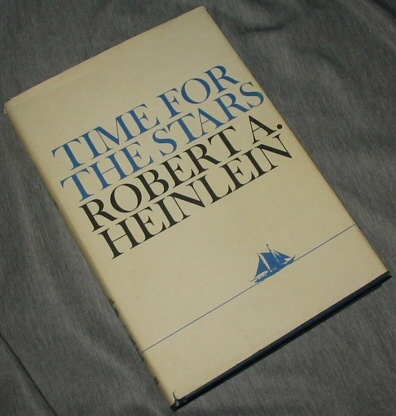 TIME FOR
THE STARS
ROBERT A.
HEINLEIN